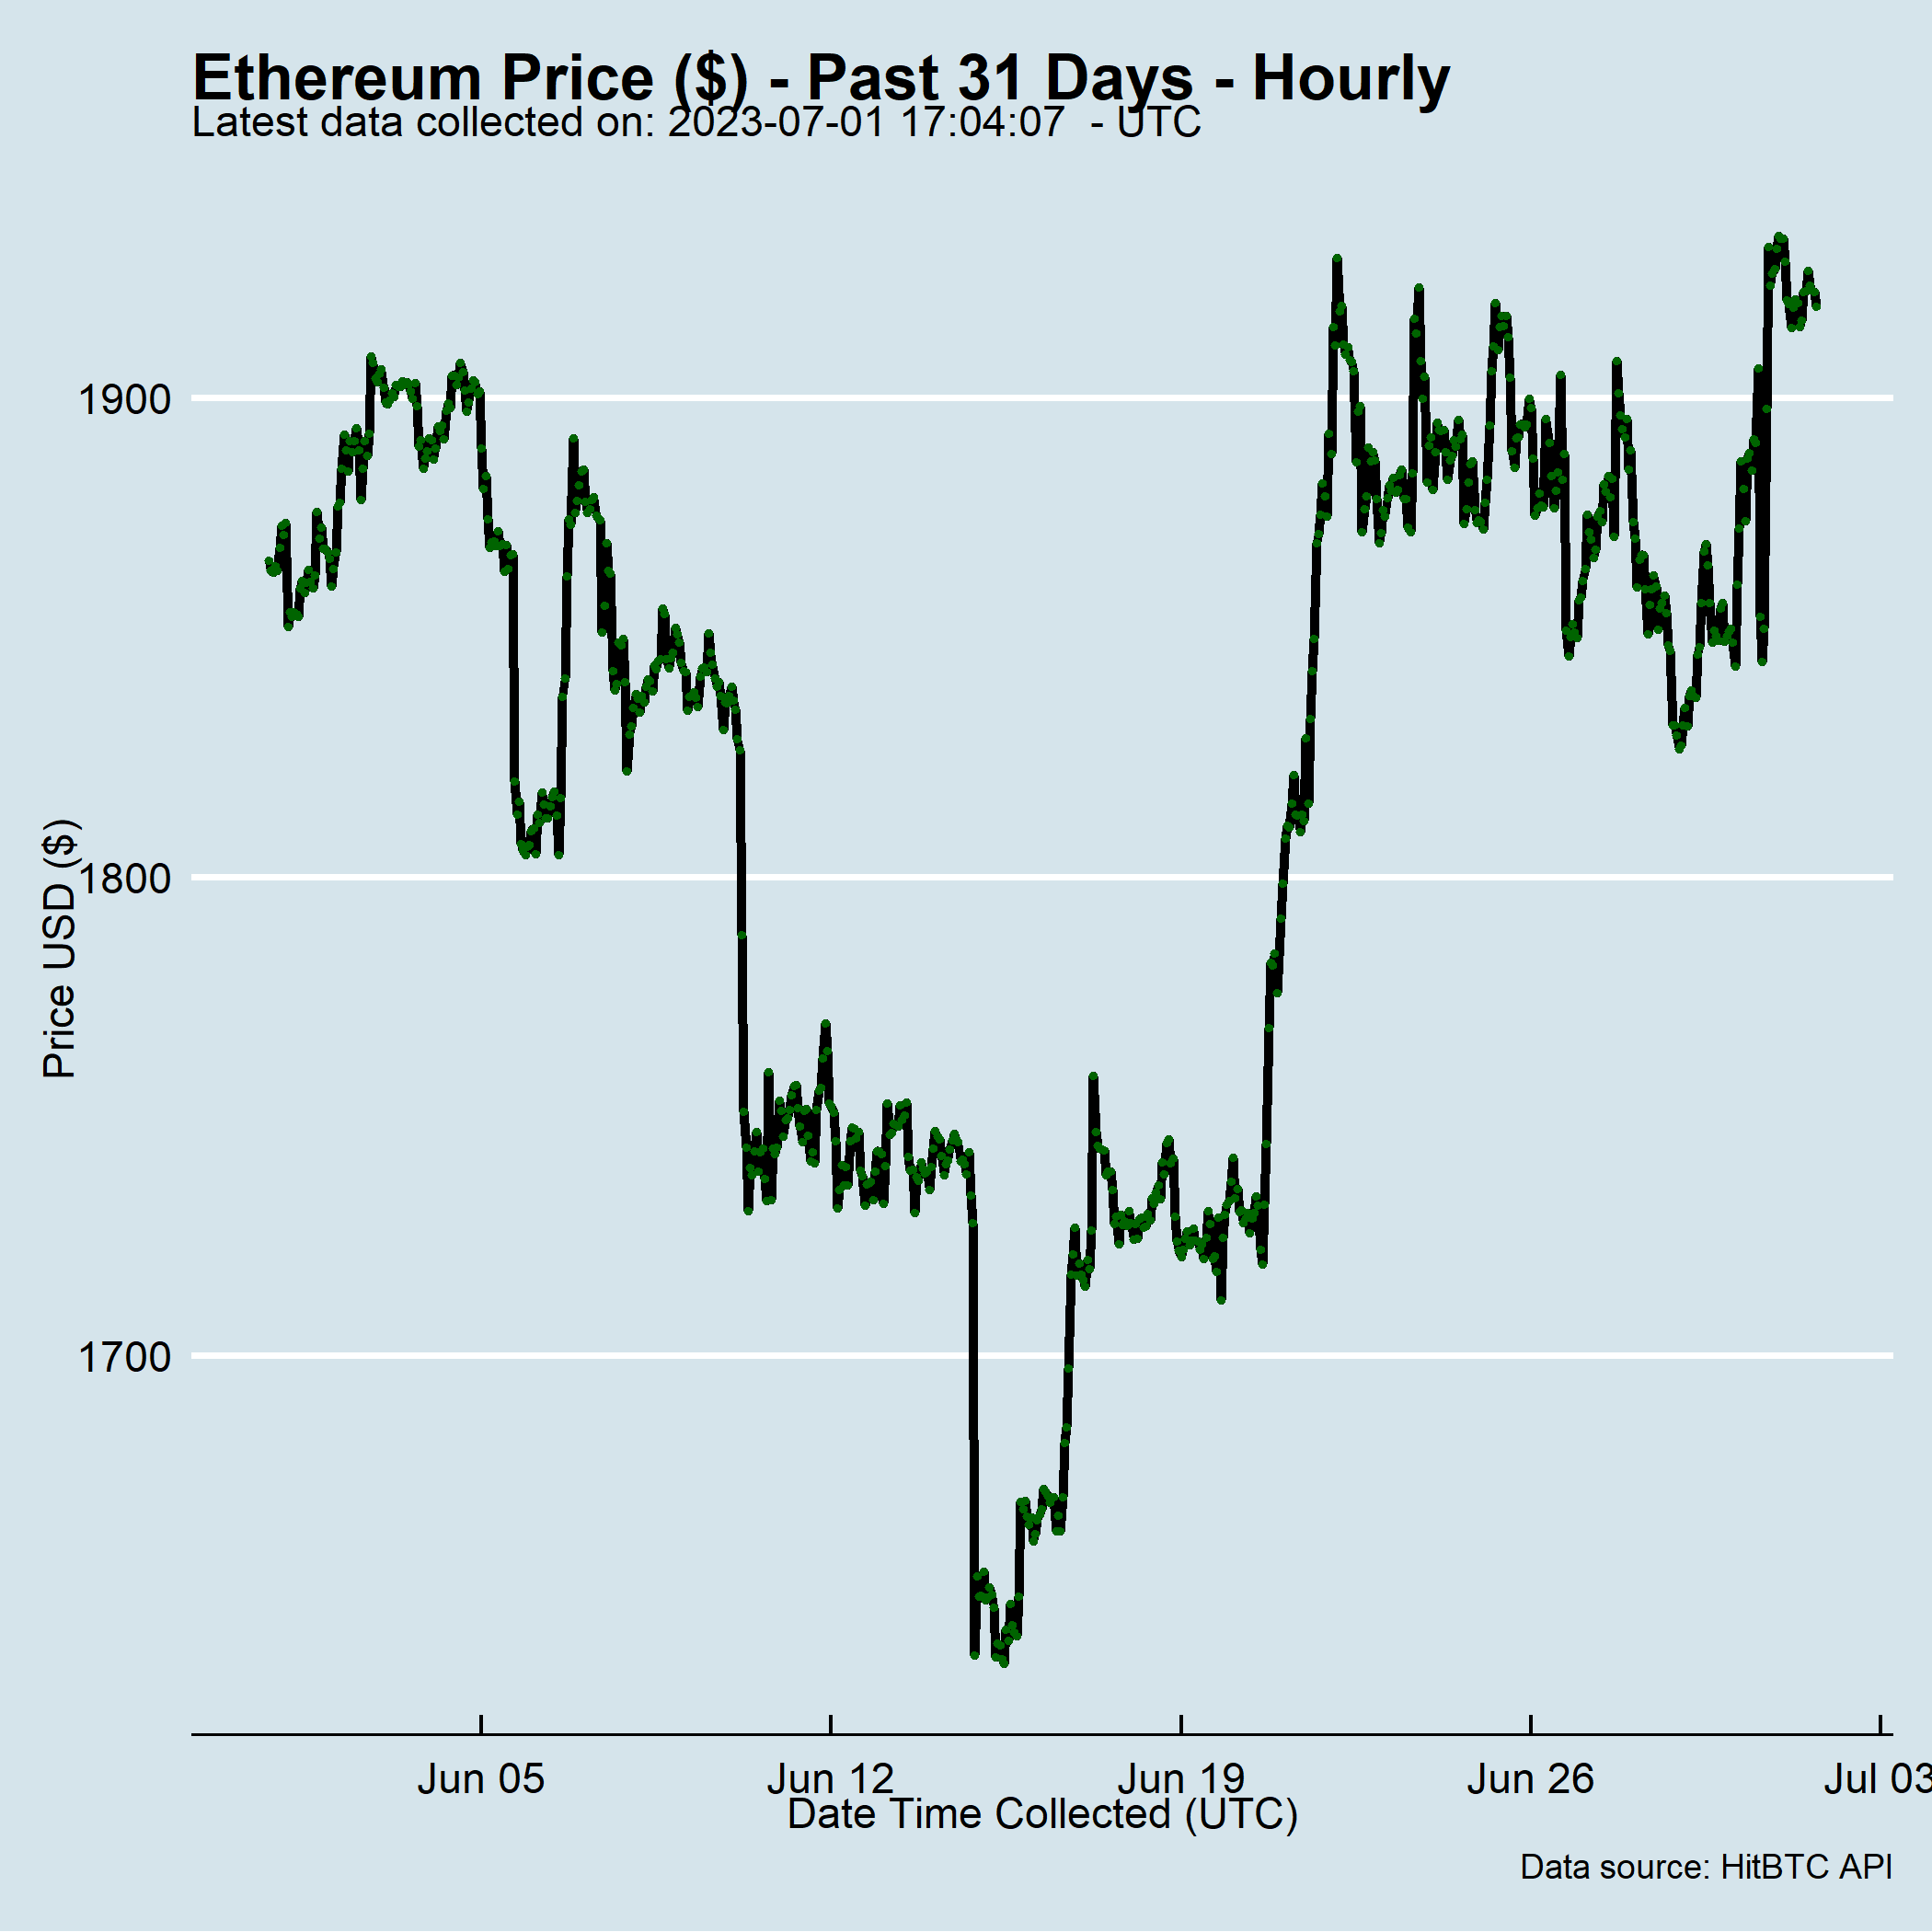 Ethereum Price ($) - Past 31 Days - Hourly
Latest data collected on: 2023-07-01 17:04:07  - UTC
Price USD ($)
1900
1800
1700
Jun 05
Jun 12
Jun 19
Jun 26
Jul 03
Date Time Collected (UTC)
Data source: HitBTC API